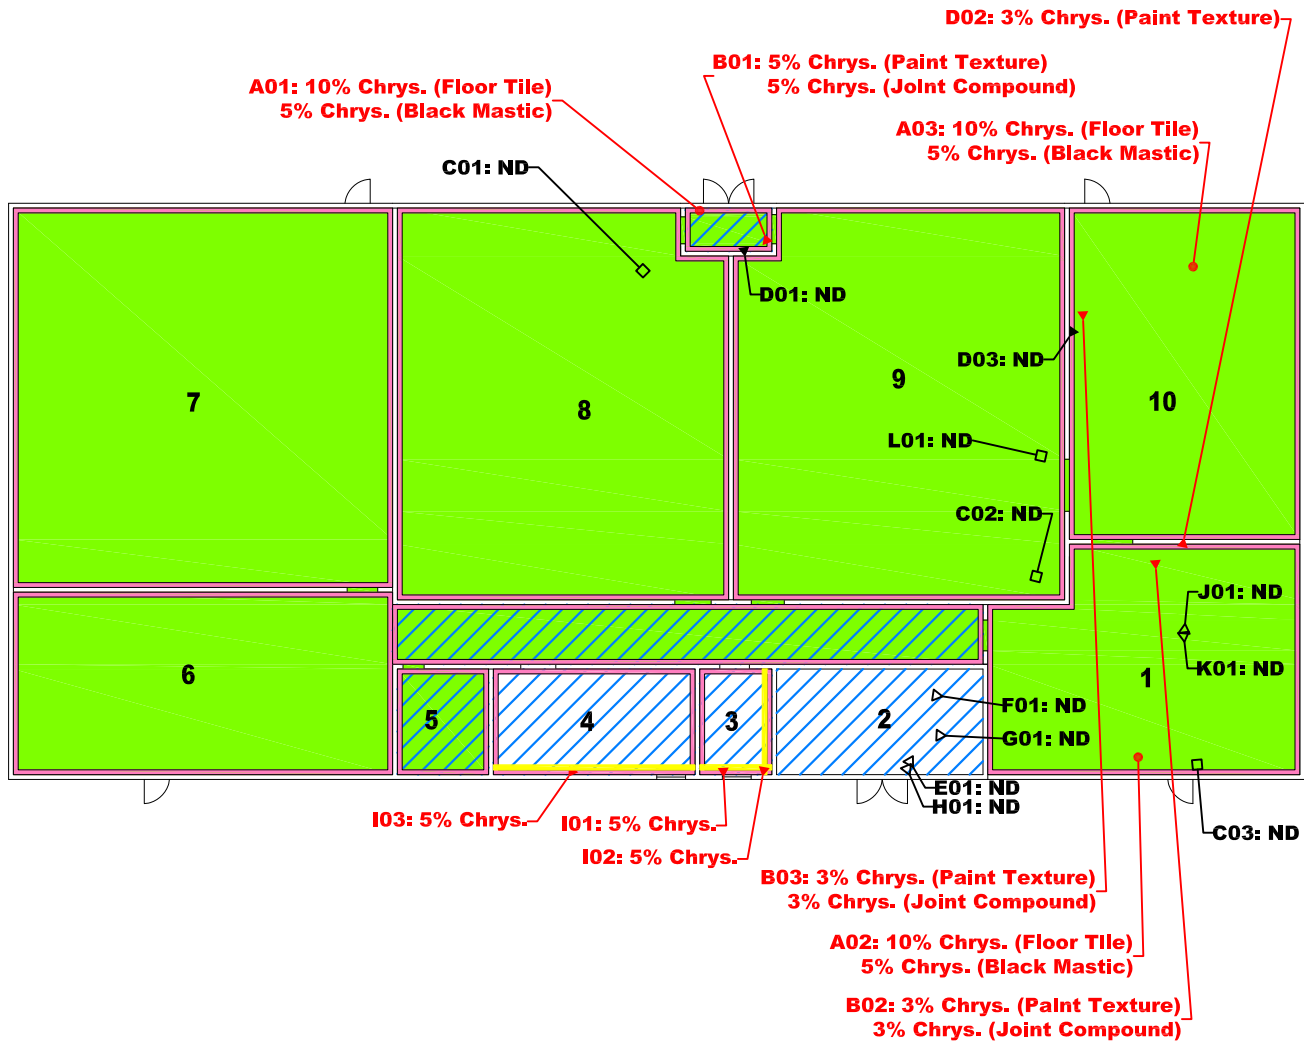 D02: 3% Chrys. (Paint Texture)
B01: 5% Chrys. (Paint Texture)
5% Chrys. (Joint Compound)
A01: 10% Chrys. (Floor Tile)
5% Chrys. (Black Mastic)
A03: 10% Chrys. (Floor Tile)
5% Chrys. (Black Mastic)
C01: ND
D01: ND
D03: ND
7
8
9
10
L01: ND
C02: ND
J01: ND
K01: ND
6
5
4
3
2
1
F01: ND
G01: ND
E01: ND
H01: ND
I03: 5% Chrys.
I01: 5% Chrys.
I02: 5% Chrys.
C03: ND
B03: 3% Chrys. (Paint Texture)
3% Chrys. (Joint Compound)
A02: 10% Chrys. (Floor Tile)
5% Chrys. (Black Mastic)
B02: 3% Chrys. (Paint Texture)
3% Chrys. (Joint Compound)